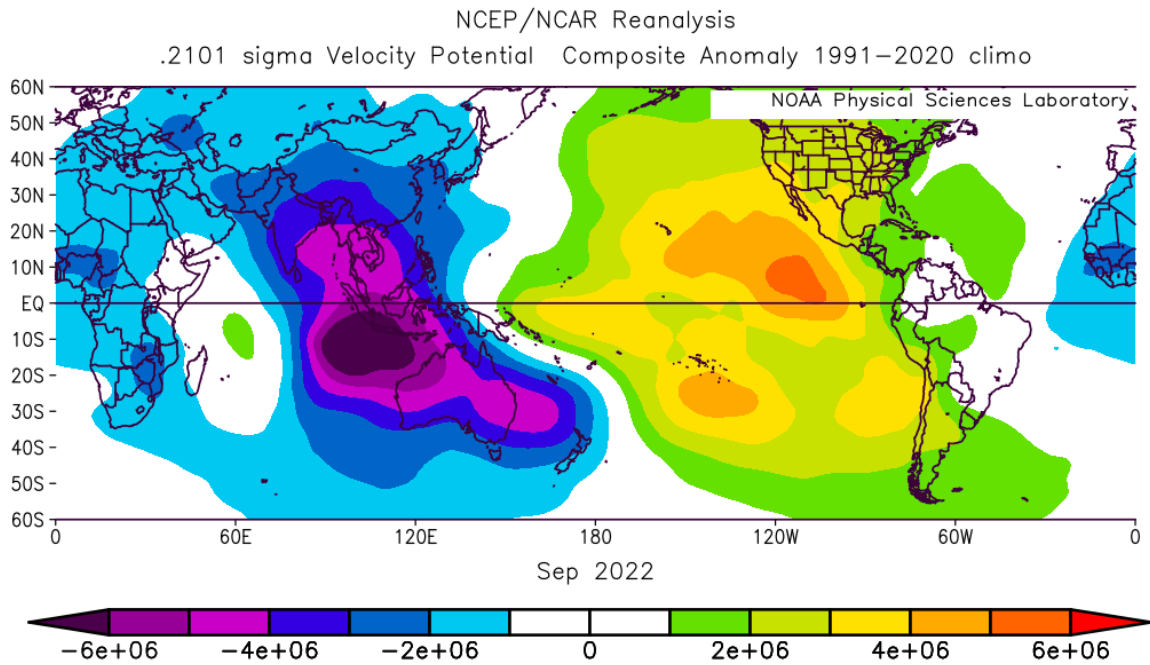 NCEP/NCAR Reanalysis
.2101 sigma Velocity Potential Composite Anomaly 1991-2020 climo
NOAA Physical Sciences Laboratory
60N
50N
40N
30N
20N
10N
EQ
10S
20S
30S
40S
50S
60S
0 60E 120E 180 120W 60W 0
Sep 2022
-6e+06 -4e+06 -2e+06 0 2e+06 4e+06 6e+06